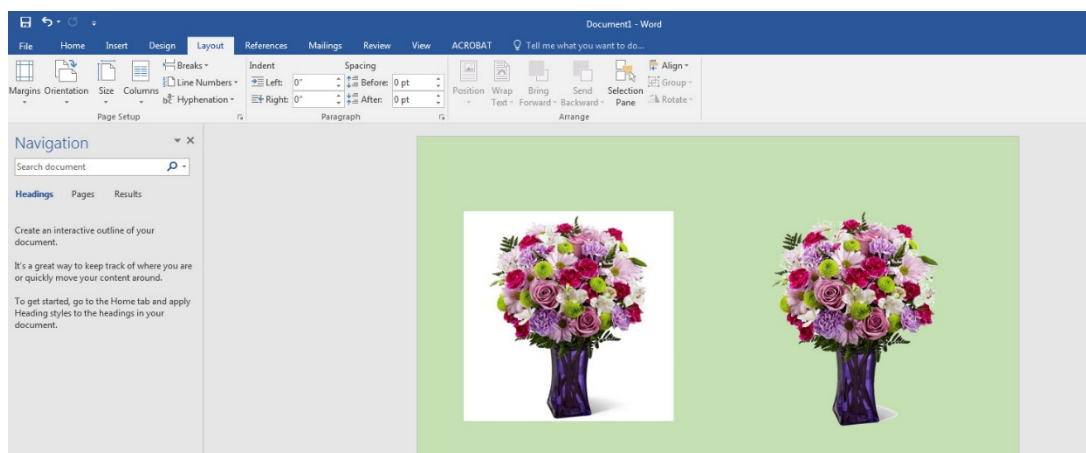 Document1 - Word
File Home Insert Design Layout References Mailings Review View ACROBAT Tell me what you want to do...
Margins Orientation Size Columns
Breaks
Line Numbers
Hyphenation
Page Setup
Indent
Left: 0"
Right: 0"
Spacing
Before: 0 pt
After: 0 pt
Paragraph
Position
Wrap Text
Bring Forward
Send Backward
Selection Pane
Align
Group
Rotate
Arrange
Navigation
Search document
Headings Pages Results
Create an interactive outline of your
document.
It's a great way to keep track of where you are
or quickly move your content around.
To get started, go to the Home tab and apply
Heading styles to the headings in your
document.